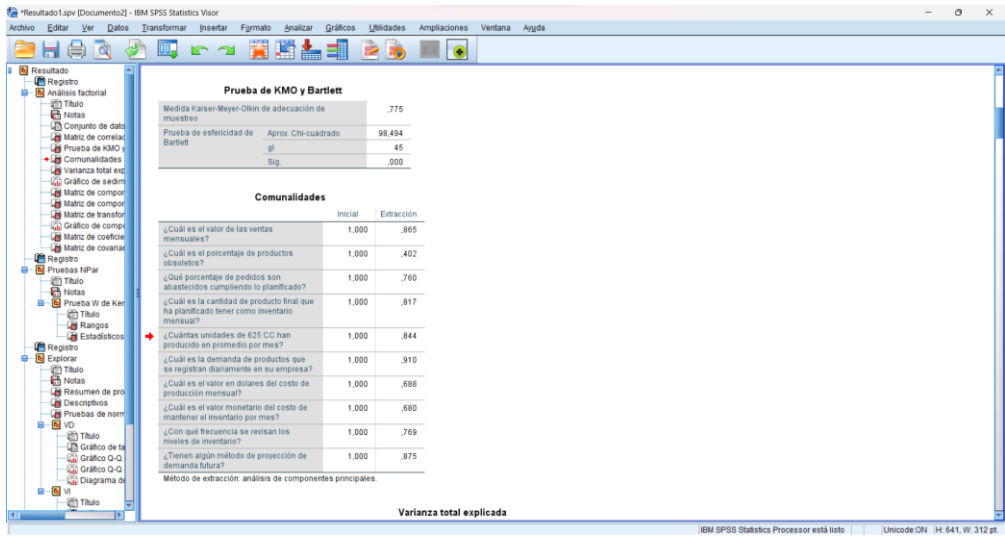 *Resultado1.spv [Documento2] - IBM SPSS Statistics Visor
Archivo Editar Ver Datos Transformar Insertar Formato Analizar Gráficos Utilidades Ampliaciones Ventana Ayuda
Resultado
Registro
Análisis factorial
Título
Notas
Conjunto de dato
Matriz de correlac
Prueba de KMO y
Comunalidades
Varianza total exp
Gráfico de sedim
Matriz de compor
Matriz de compor
Matriz de transfor
Gráfico de compo
Matriz de coeficie
Matriz de covariar
Registro
Pruebas NPar
Título
Notas
Prueba W de Ker
Título
Rangos
Estadísticos
Registro
Explorar
Título
Notas
Resumen de pro
Descriptivos
Pruebas de norm
VD
Título
Gráfico de ta
Gráfico Q-Q
Gráfico Q-Q
Diagrama de
VI
Título
Prueba de KMO y Bartlett
Medida Kaiser-Meyer-Olkin de adecuación de ,775
muestreo
Prueba de esfericidad de Aprox. Chi-cuadrado 98,494
Bartlett
gl 45
Sig. ,000
Comunalidades
Inicial Extracción
¿Cuál es el valor de las ventas 1,000 ,865
mensuales?
¿Cuál es el porcentaje de productos 1,000 ,402
obsoletos?
¿Qué porcentaje de pedidos son 1,000 ,760
abastecidos cumpliendo lo planificado?
¿Cuál es la cantidad de producto final que 1,000 ,817
ha planificado tener como inventario
mensual?
¿Cuántas unidades de 625 CC han 1,000 ,844
producido en promedio por mes?
¿Cuál es la demanda de productos que 1,000 ,910
se registran diariamente en su empresa?
¿Cuál es el valor en dolares del costo de 1,000 ,688
producción mensual?
¿Cuál es el valor monetario del costo de 1,000 ,680
mantener el inventario por mes?
¿Con qué frecuencia se revisan los 1,000 ,769
niveles de inventario?
¿Tienen algún método de proyección de 1,000 ,875
demanda futura?
Método de extracción: análisis de componentes principales.
Varianza total explicada
IBM SPSS Statistics Processor está listo Unicode:ON H: 641, W: 312 pt.